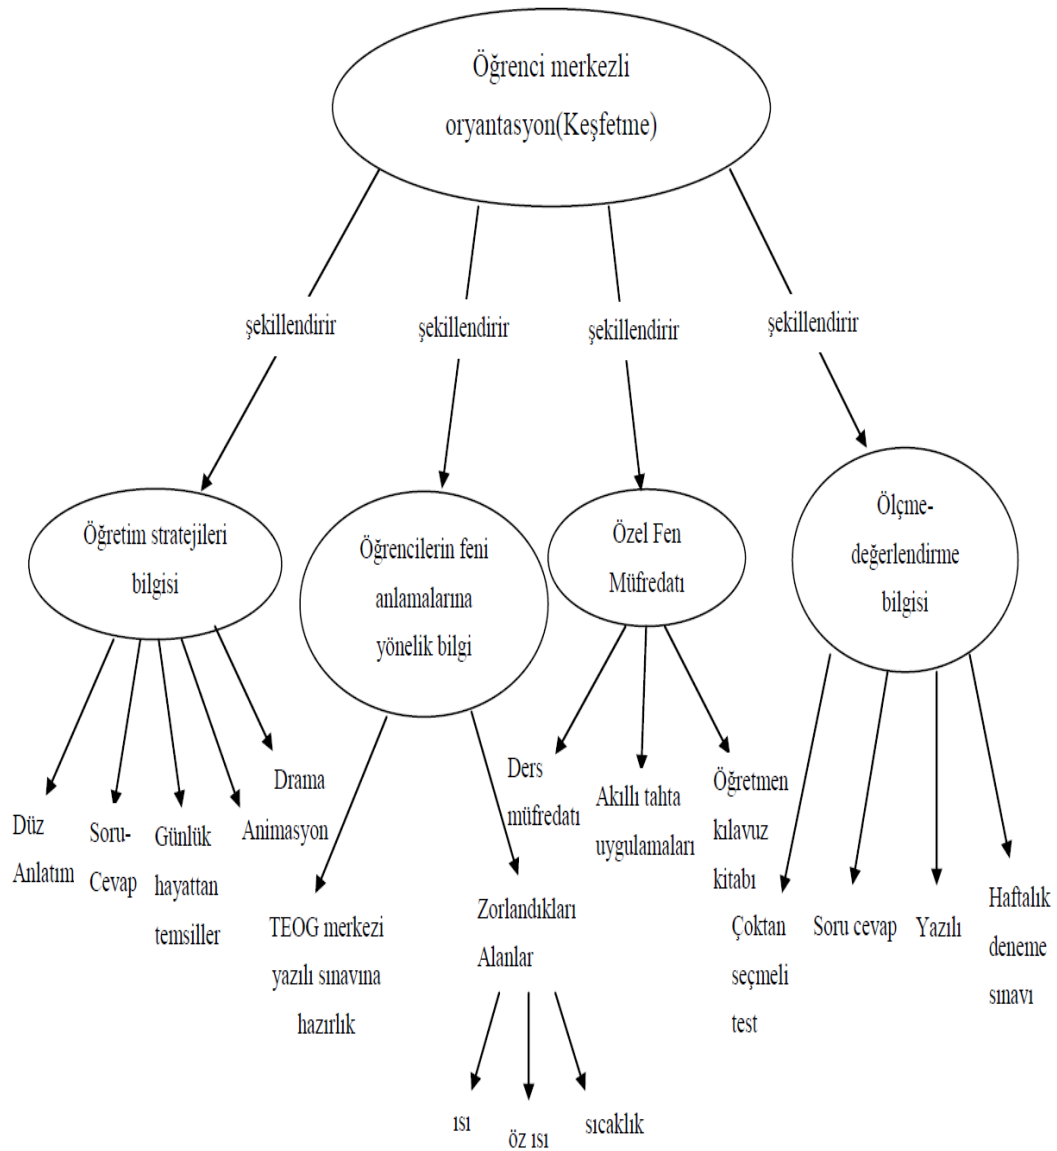 Öğrenci merkezli
oryantasyon(Keşfetme)
şekillendirir
şekillendirir
şekillendirir
şekillendirir
Öğretim stratejileri
bilgisi
Öğrencilerin feni
anlamalarına
yönelik bilgi
Özel Fen
Müfredatı
Ölçme-
değerlendirme
bilgisi
Düz
Anlatım
Soru-
Cevap
Günlük
hayattan
temsiller
Animasyon
Drama
TEOG merkezi
yazılı sınavına
hazırlık
Zorlandıkları
Alanlar
ısı
öz ısı
sıcaklık
Ders
müfredatı
Akıllı tahta
uygulamaları
Öğretmen
kılavuz
kitabı
Çoktan
seçmeli
test
Soru cevap
Yazılı
Haftalık
deneme
sınavı